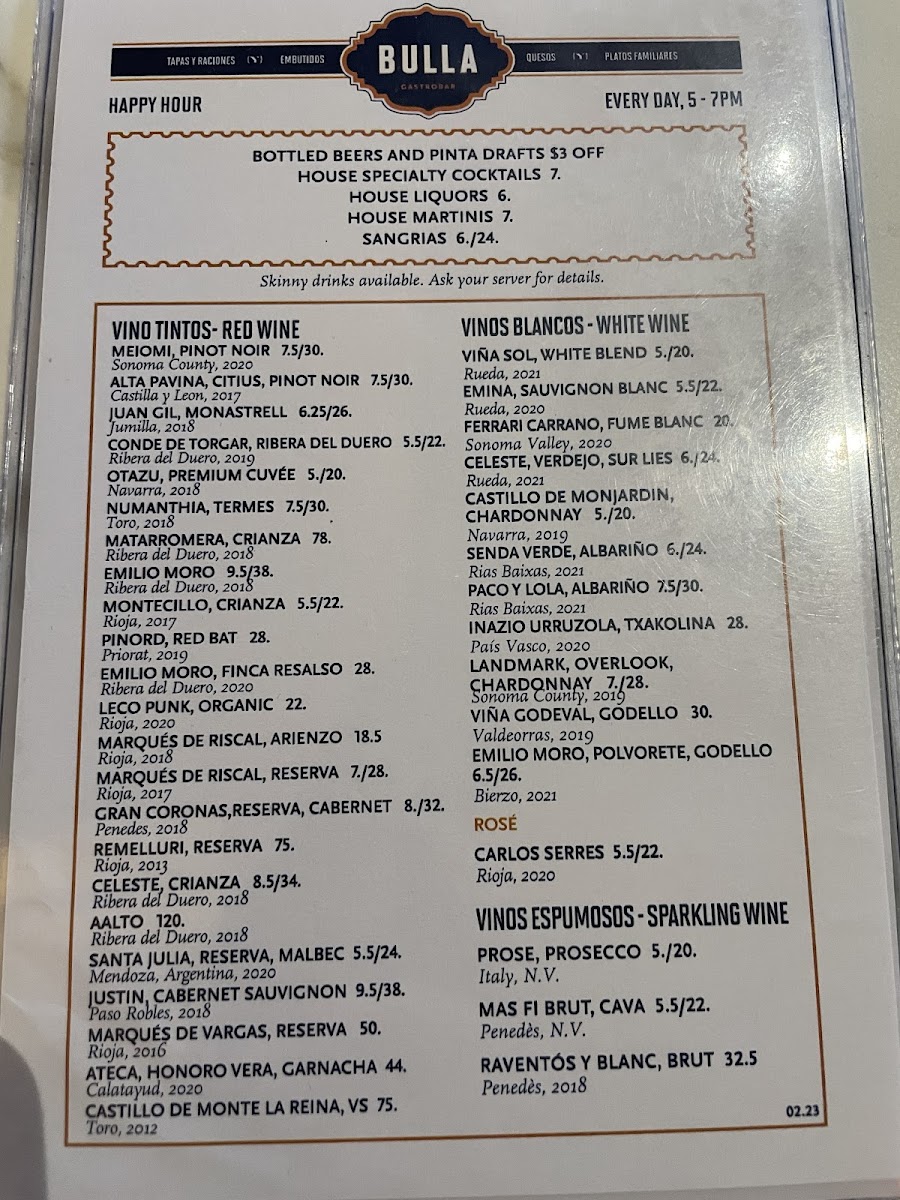 TAPAS Y RACIONES
EMBUTIDOS
BULLA
GASTROBAR
QUESOS
PLATOS FAMILIARES
HAPPY HOUR
EVERY DAY, 5 - 7PM
BOTTLED BEERS AND PINTA DRAFTS $3 OFF
HOUSE SPECIALTY COCKTAILS 7.
HOUSE LIQUORS 6.
HOUSE MARTINIS 7.
SANGRIAS 6./24.
Skinny drinks available. Ask your server for details.
VINO TINTOS- RED WINE
MEIOMI, PINOT NOIR 7.5/30.
Sonoma County, 2020
ALTA PAVINA, CITIUS, PINOT NOIR 7.5/30.
Castilla y Leon, 2017
JUAN GIL, MONASTRELL 6.25/26.
Jumilla, 2018
CONDE DE TORGAR, RIBERA DEL DUERO 5.5/22.
Ribera del Duero, 2019
OTAZU, PREMIUM CUVÉE 5./20.
Navarra, 2018
NUMANTHIA, TERMES 7.5/30.
Toro, 2018
MATARROMERA, CRIANZA 78.
Ribera del Duero, 2018
EMILIO MORO 9.5/38.
Ribera del Duero, 2018
MONTECILLO, CRIANZA 5.5/22.
Rioja, 2017
PINORD, RED BAT 28.
Priorat, 2019
EMILIO MORO, FINCA RESALSO 28.
Ribera del Duero, 2020
LECO PUNK, ORGANIC 22.
Rioja, 2020
MARQUÉS DE RISCAL, ARIENZO 18.5
Rioja, 2018
MARQUÉS DE RISCAL, RESERVA 7./28.
Rioja, 2017
GRAN CORONAS,RESERVA, CABERNET 8./32.
Penedes, 2018
REMELLURI, RESERVA 75.
Rioja, 2013
CELESTE, CRIANZA 8.5/34.
Ribera del Duero, 2018
AALTO 120.
Ribera del Duero, 2018
SANTA JULIA, RESERVA, MALBEC 5.5/24.
Mendoza, Argentina, 2020
JUSTIN, CABERNET SAUVIGNON 9.5/38.
Paso Robles, 2018
MARQUÉS DE VARGAS, RESERVA 50.
Rioja, 2016
ATECA, HONORO VERA, GARNACHA 44.
Calatayud, 2020
CASTILLO DE MONTE LA REINA, VS 75.
Toro, 2012
VINOS BLANCOS - WHITE WINE
VIÑA SOL, WHITE BLEND 5./20.
Rueda, 2021
EMINA, SAUVIGNON BLANC 5.5/22.
Rueda, 2020
FERRARI CARRANO, FUME BLANC 20.
Sonoma Valley, 2020
CELESTE, VERDEJO, SUR LIES 6./24.
Rueda, 2021
CASTILLO DE MONJARDIN,
CHARDONNAY 5./20.
Navarra, 2019
SENDA VERDE, ALBARIÑO 6./24.
Rias Baixas, 2021
PACO Y LOLA, ALBARIÑO 7.5/30.
Rias Baixas, 2021
INAZIO URRUZOLA, TXAKOLINA 28.
País Vasco, 2020
LANDMARK, OVERLOOK,
CHARDONNAY 7./28.
Sonoma County, 2019
VIÑA GODEVAL, GODELLO 30.
Valdeorras, 2019
EMILIO MORO, POLVORETE, GODELLO
6.5/26.
Bierzo, 2021
ROSÉ
CARLOS SERRES 5.5/22.
Rioja, 2020
VINOS ESPUMOSOS - SPARKLING WINE
PROSE, PROSECCO 5./20.
Italy, N.V.
MAS FI BRUT, CAVA 5.5/22.
Penedès, N.V.
RAVENTÓS Y BLANC, BRUT 32.5
Penedès, 2018
02.23